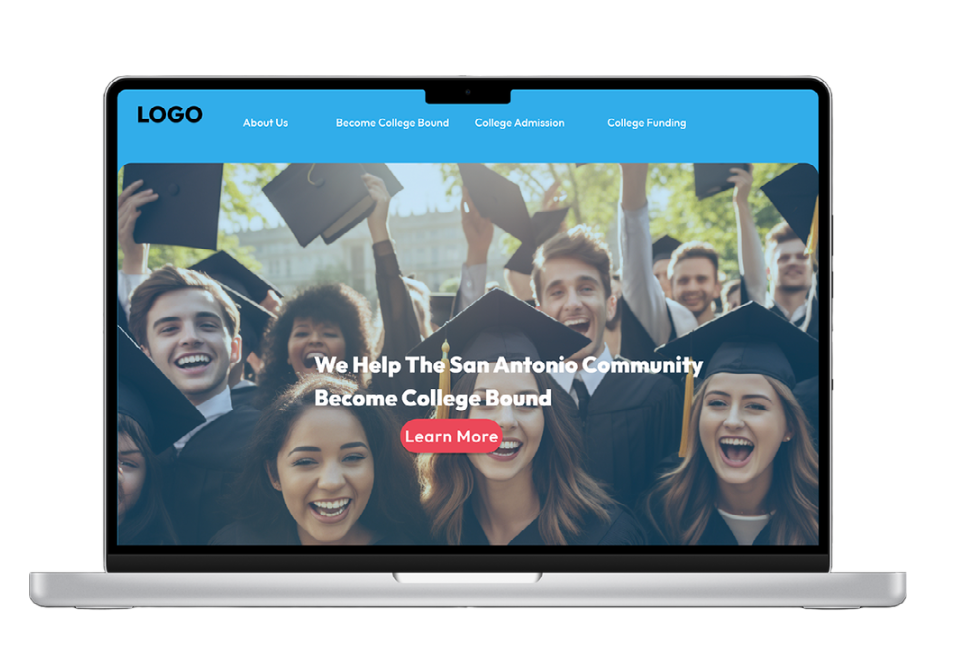 LOGO
About Us
Become College Bound
College Admission
College Funding
We Help The San Antonio Community
Become College Bound
Learn More